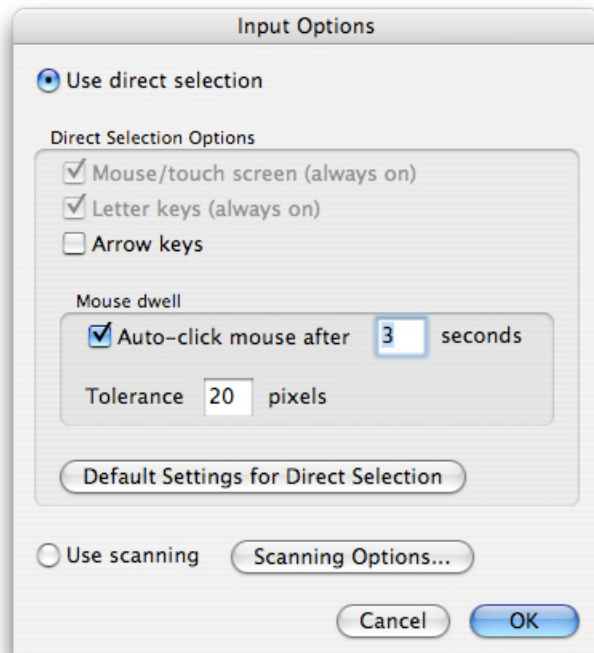 Input Options
Use direct selection
Direct Selection Options
Mouse/touch screen (always on)
Letter keys (always on)
Arrow keys
Mouse dwell
Auto-click mouse after 3 seconds
Tolerance 20 pixels
Default Settings for Direct Selection
Use scanning Scanning Options...
Cancel OK